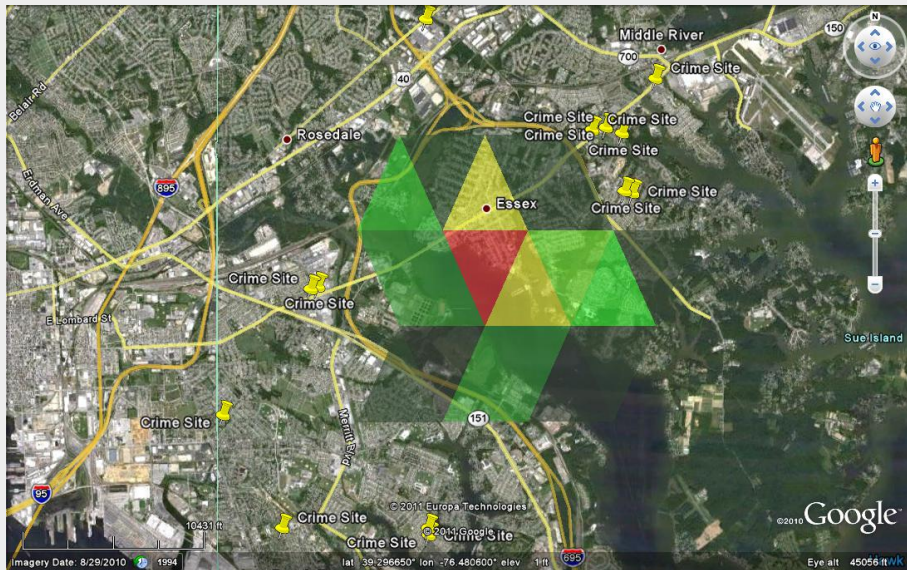 Middle River
150
N
700
Crime Site
40
Belair Rd
Crime Site
Crime Site
Crime Site
Crime Site
Rosedale
Erdman Ave
895
Crime Site
Crime Site
Essex
Crime Site
Crime Site
E Lombard St
Sue Island
Crime Site
151
Merritt Blvd
95
© 2011 Europa Technologies
Crime Site
10431 ft
© 2011 Google
©2010 Google
Crime Site
Crime Site
Imagery Date: 8/29/2010 1994 lat 39.296650° lon -76.480600° elev 1 ft
695
Eye alt 45056 ft